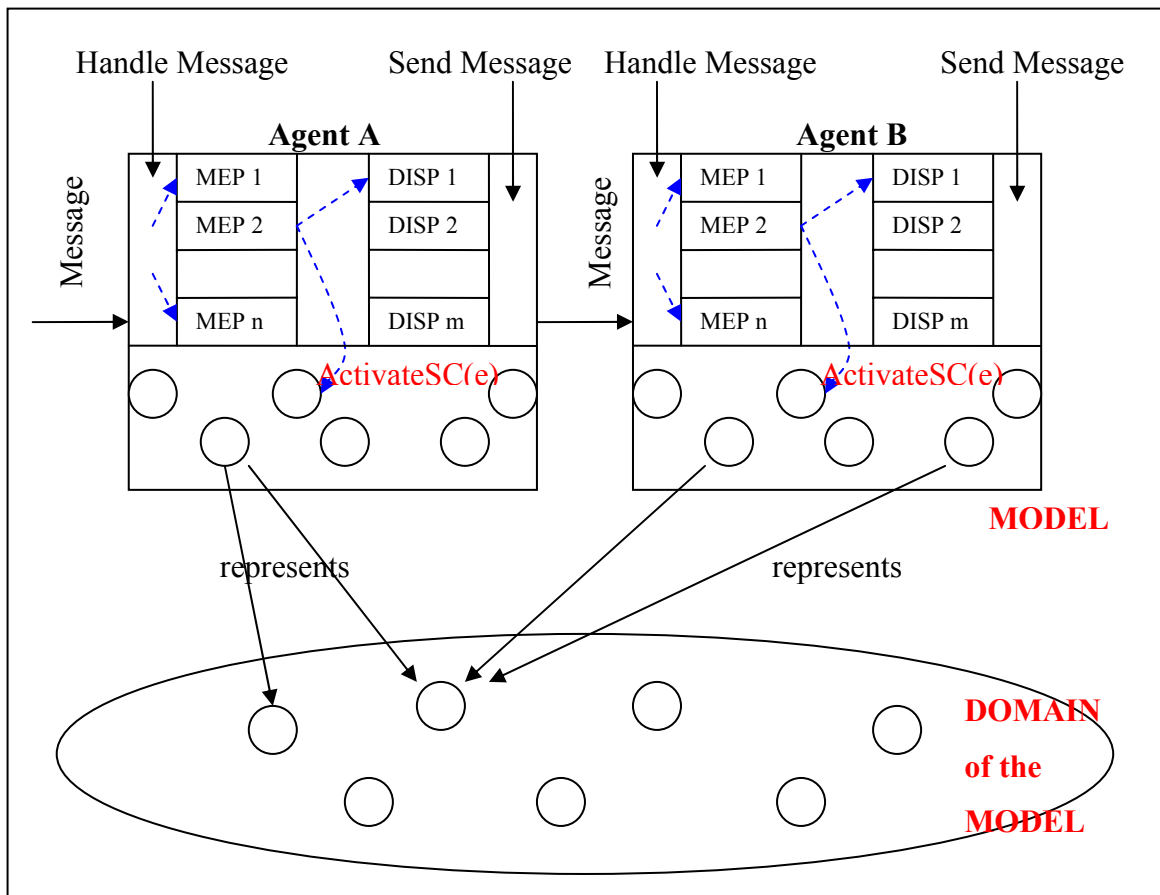 Handle Message
Send Message
Handle Message
Send Message
Agent A
Agent B
Message
MEP 1
MEP 2
MEP n
DISP 1
DISP 2
DISP m
Message
MEP 1
MEP 2
MEP n
DISP 1
DISP 2
DISP m
ActivateSC(e)
ActivateSC(e)
MODEL
represents
represents
DOMAIN
of the
MODEL